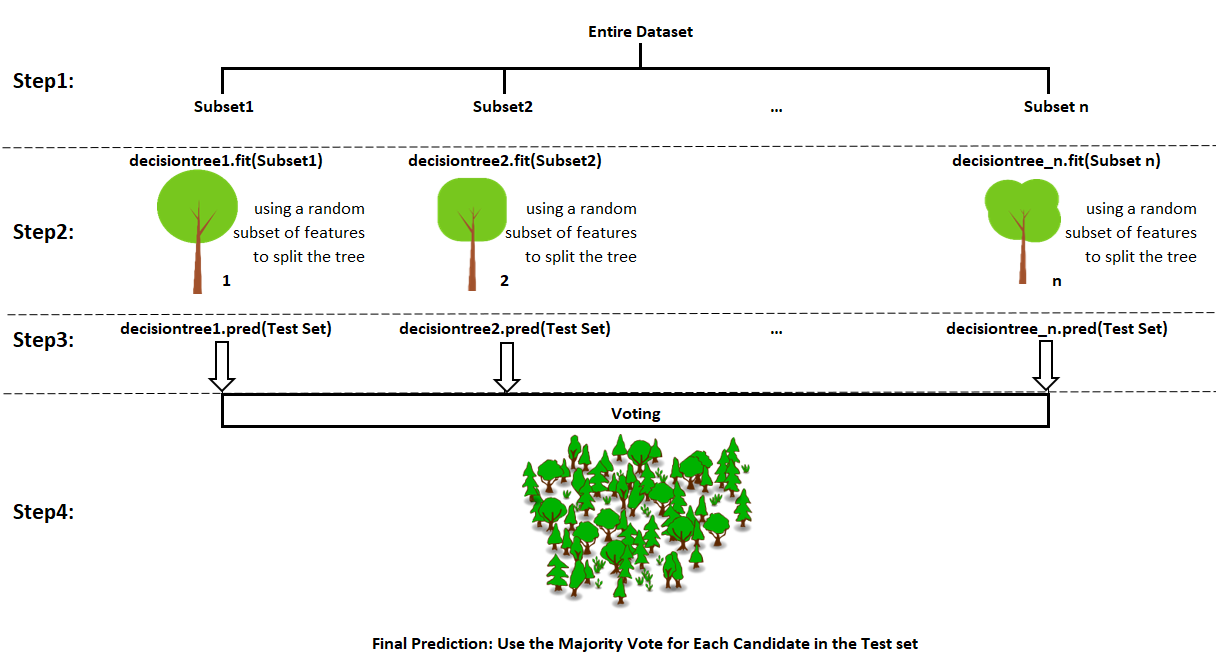 Entire Dataset
Step1:
Subset1 Subset2 ... Subset n
decisiontree1.fit(Subset1) decisiontree2.fit(Subset2) decisiontree_n.fit(Subset n)
Step2:
using a random
subset of features
to split the tree
1
using a random
subset of features
to split the tree
2
using a random
subset of features
to split the tree
n
Step3:
decisiontree1.pred(Test Set) decisiontree2.pred(Test Set) ... decisiontree_n.pred(Test Set)
Voting
Step4:
Final Prediction: Use the Majority Vote for Each Candidate in the Test set